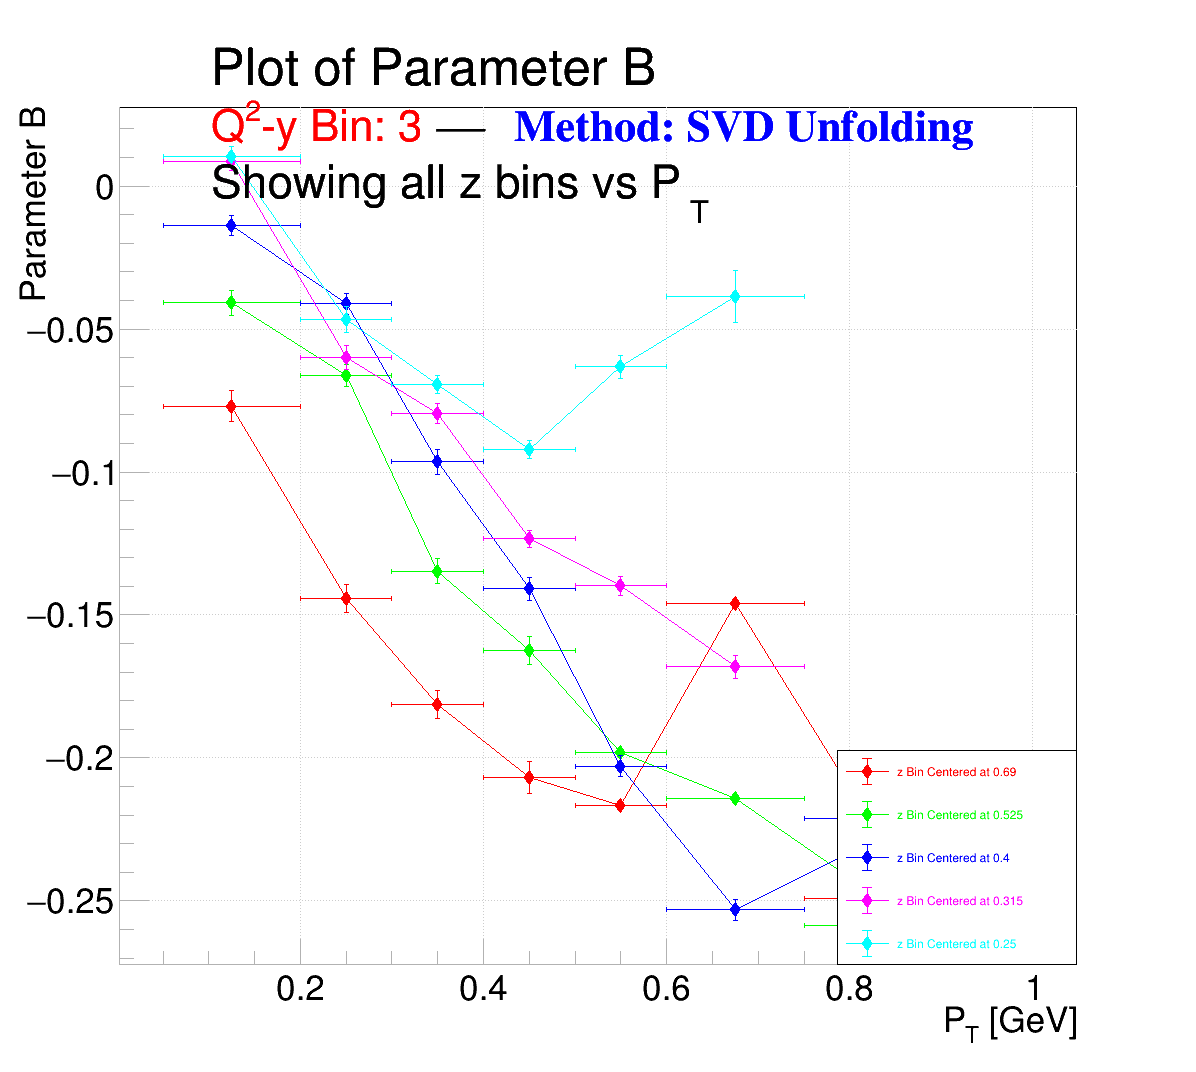 Plot of Parameter B
Q2-y Bin: 3 — Method: SVD Unfolding
Showing all z bins vs PT
Parameter B
0
−0.05
−0.1
−0.15
−0.2
−0.25
z Bin Centered at 0.69
z Bin Centered at 0.525
z Bin Centered at 0.4
z Bin Centered at 0.315
z Bin Centered at 0.25
0.2 0.4 0.6 0.8 1
PT [GeV]